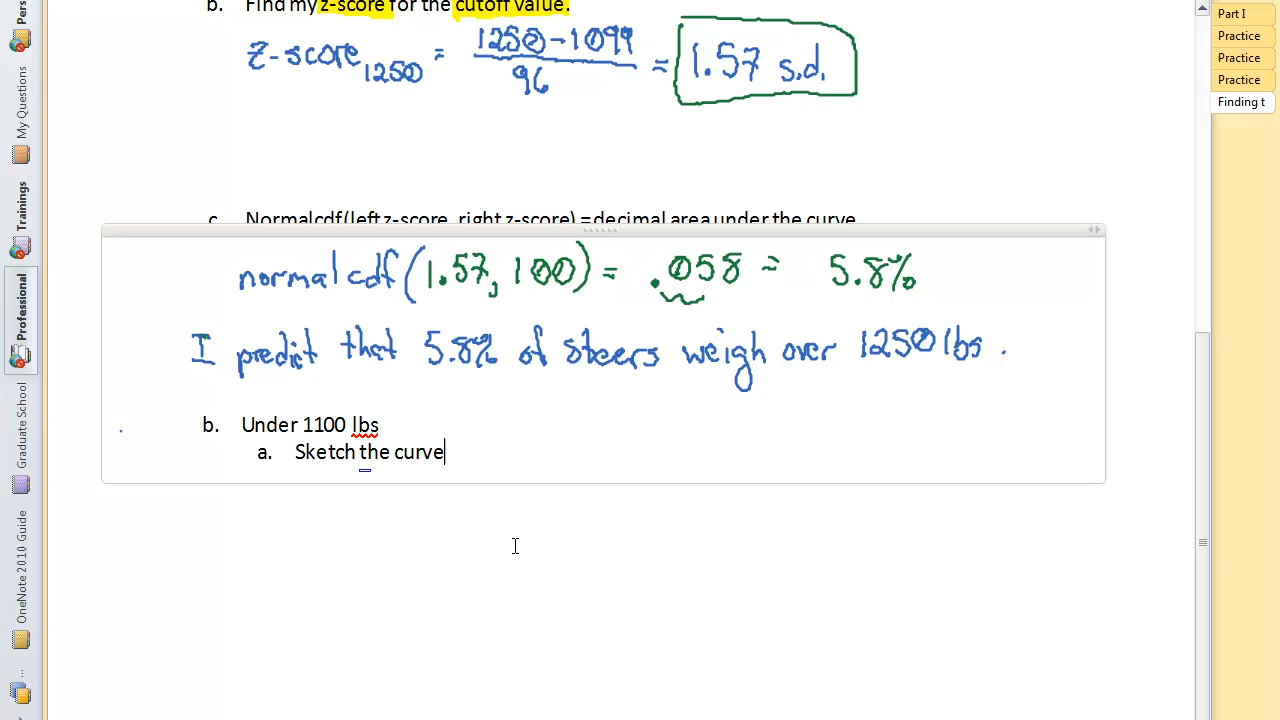 b. Find my z-score for the cutoff value.
z-score 1250 = 1250-1099 / 96 = 1.57 s.d.
c. Normalcdf(left z-score, right z-score) = decimal area under the curve
normalcdf(1.57, 100) = .058 = 5.8%
I predict that 5.8% of steers weigh over 1250 lbs.
b. Under 1100 lbs
a. Sketch the curve
Part I
Practice
Practice
Practice
Finding t
Pers
My Questions
Trainings
Professional
Graduate School
OneNote 2010 Guide
...